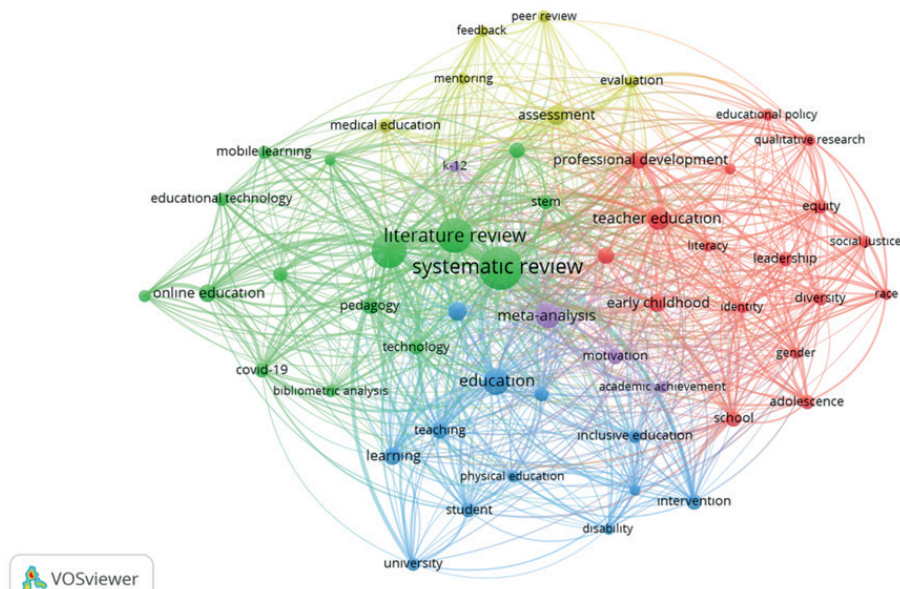 peer review
feedback
mentoring
evaluation
assessment
educational policy
medical education
qualitative research
mobile learning
k-12
professional development
educational technology
stem
equity
teacher education
literature review
literacy
social justice
leadership
systematic review
online education
pedagogy
meta-analysis
early childhood
identity
diversity
race
technology
motivation
gender
covid-19
bibliometric analysis
education
academic achievement
adolescence
school
teaching
inclusive education
learning
physical education
intervention
student
disability
university
VOSviewer